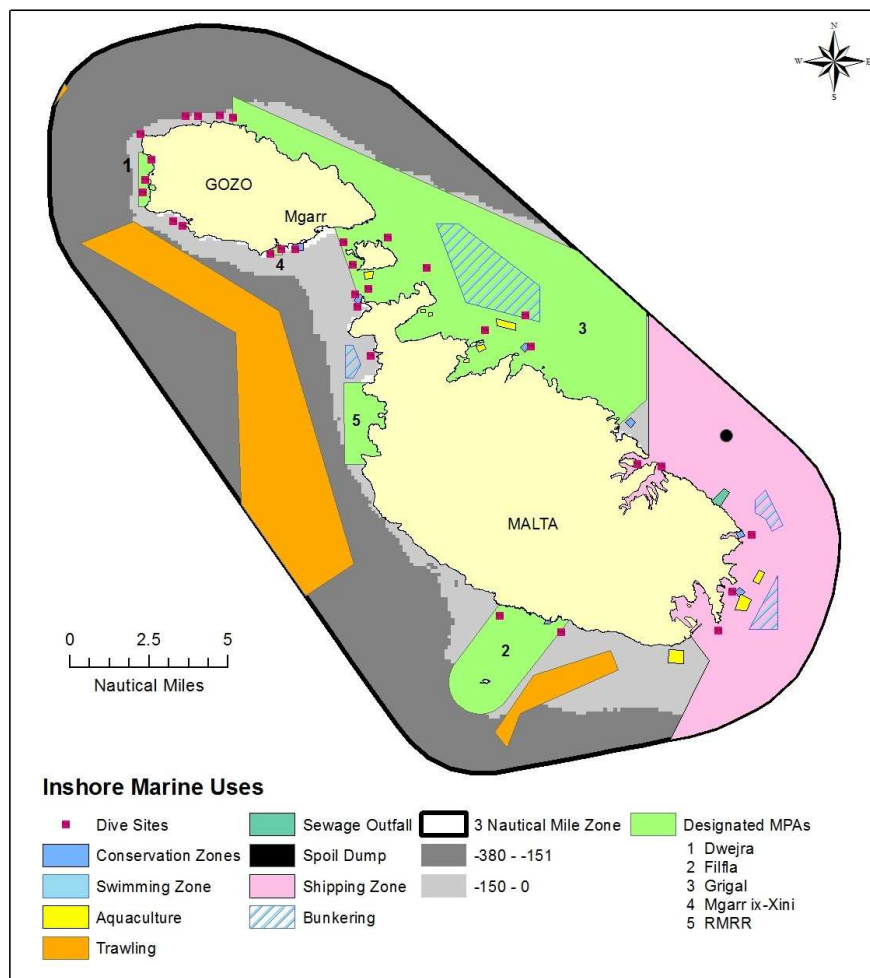 N
W E
S
1
GOZO
Mgarr
4
3
5
MALTA
2
0 2.5 5
Nautical Miles
Inshore Marine Uses
Dive Sites
Conservation Zones
Swimming Zone
Aquaculture
Trawling
Sewage Outfall
Spoil Dump
Shipping Zone
Bunkering
3 Nautical Mile Zone
-380 - -151
-150 - 0
Designated MPAs
1 Dwejra
2 Filfla
3 Grigal
4 Mgarr ix-Xini
5 RMRR